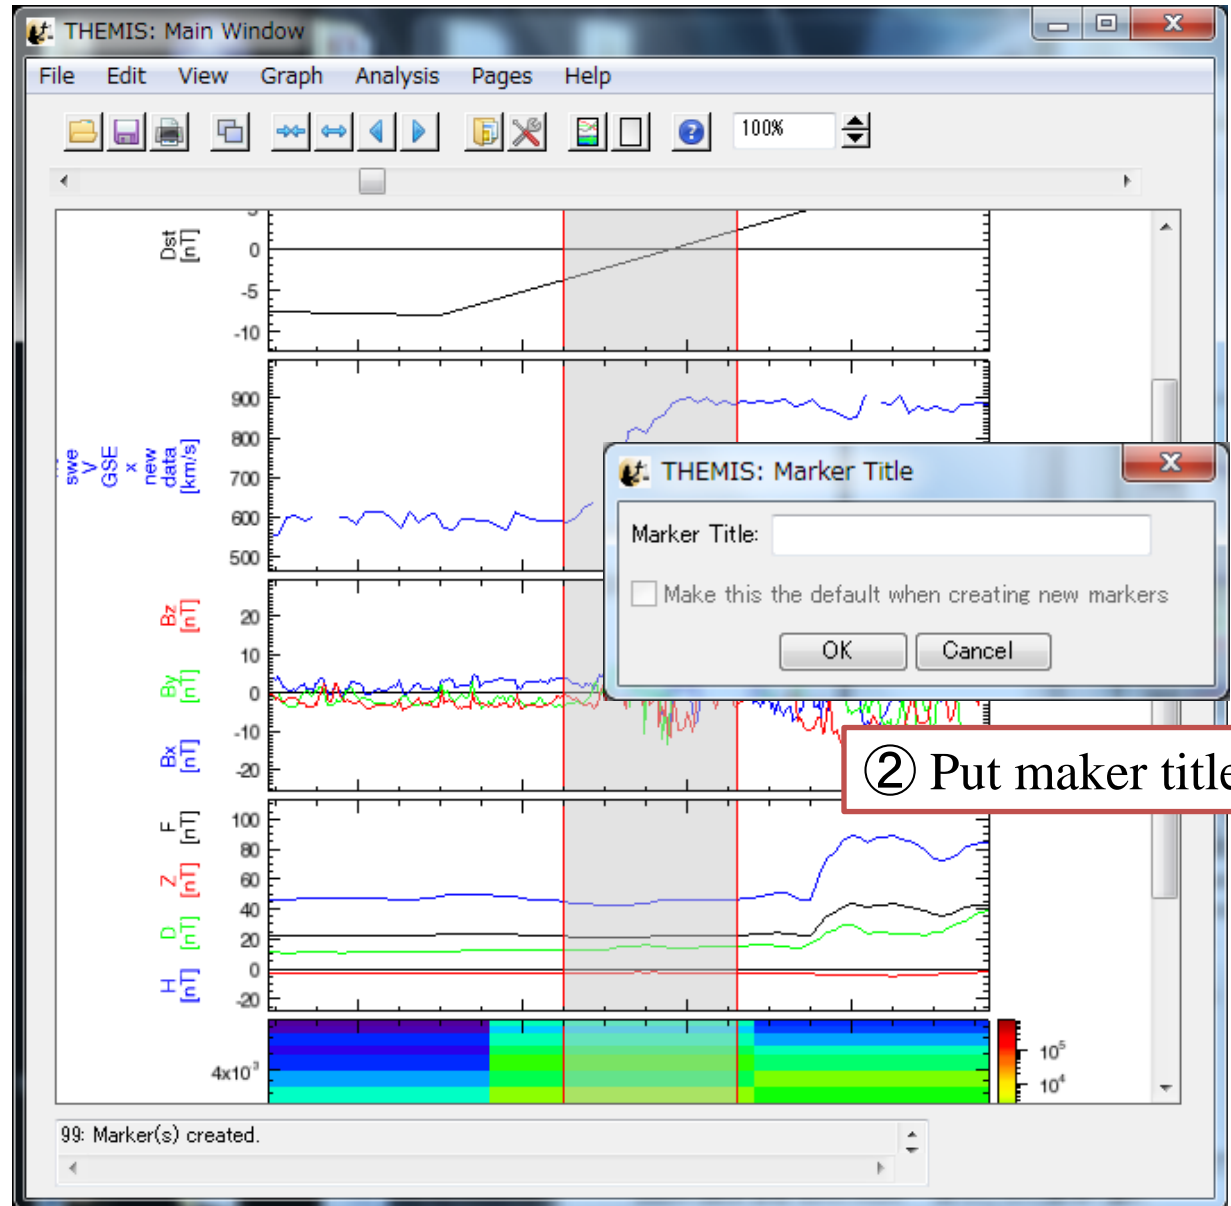 THEMIS: Main Window
File Edit View Graph Analysis Pages Help
100%
Dst
[nT]
5
0
-5
-10
swe
V
GSE
x
new
data
[km/s]
900
800
700
600
500
THEMIS: Marker Title
Marker Title:
Make this the default when creating new markers
OK Cancel
Bz
[nT]
By
[nT]
Bx
[nT]
20
10
0
-10
-20
② Put maker title
F
[nT]
Z
[nT]
D
[nT]
H
[nT]
100
80
60
40
20
0
-20
4x10³
10⁵
10⁴
99: Marker(s) created.